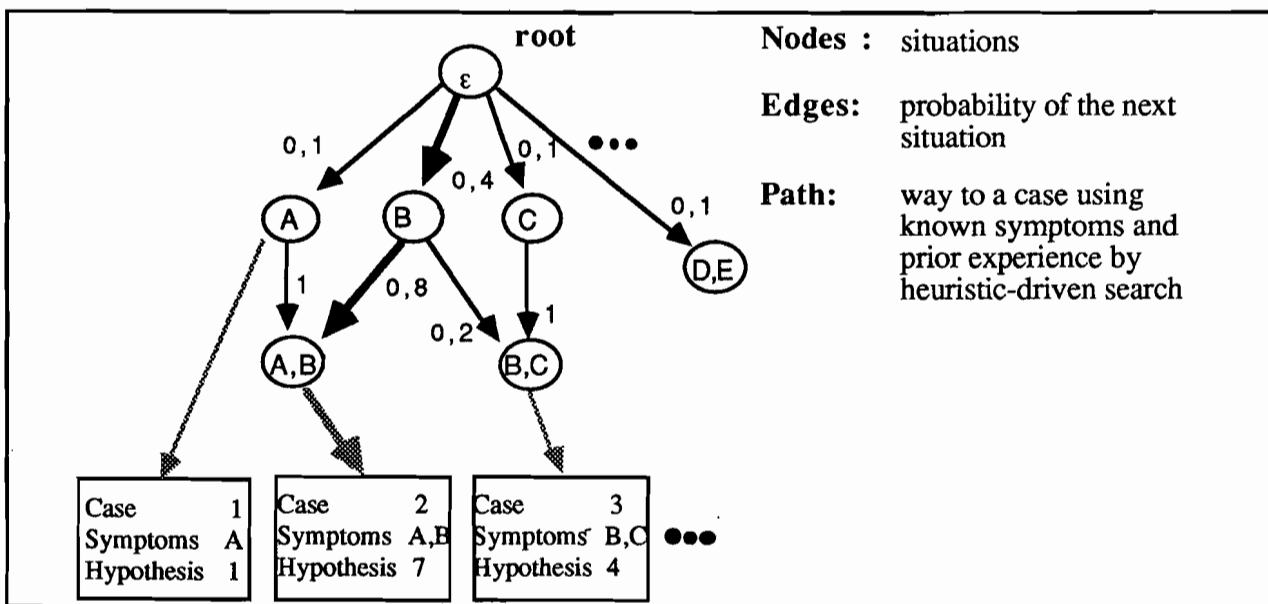 root
ε
0,1
0,4
0,1
0,1
A
B
C
D,E
1
0,8
0,2
1
A,B
B,C
Case 1
Symptoms A
Hypothesis 1
Case 2
Symptoms A,B
Hypothesis 7
Case 3
Symptoms B,C
Hypothesis 4
Nodes : situations
Edges: probability of the next
situation
Path: way to a case using
known symptoms and
prior experience by
heuristic-driven search